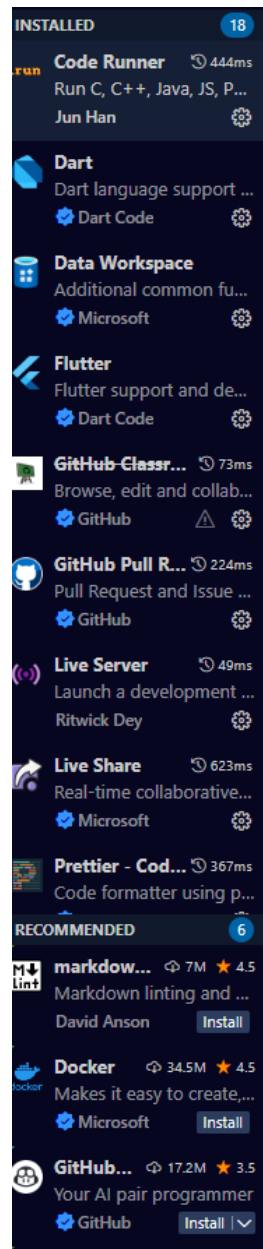 INSTALLED 18
.run
Code Runner 444ms
Run C, C++, Java, JS, P...
Jun Han
Dart
Dart language support ...
Dart Code
Data Workspace
Additional common fu...
Microsoft
Flutter
Flutter support and de...
Dart Code
GitHub Classr... 73ms
Browse, edit and collab...
GitHub
GitHub Pull R... 224ms
Pull Request and Issue ...
GitHub
Live Server 49ms
Launch a development ...
Ritwick Dey
Live Share 623ms
Real-time collaborative...
Microsoft
Prettier - Cod... 367ms
Code formatter using p...
RECOMMENDED 6
M↓
lint
markdow... 7M ★ 4.5
Markdown linting and ...
David Anson Install
Docker 34.5M ★ 4.5
docker
Makes it easy to create,...
Microsoft Install
GitHub... 17.2M ★ 3.5
Your AI pair programmer
GitHub Install